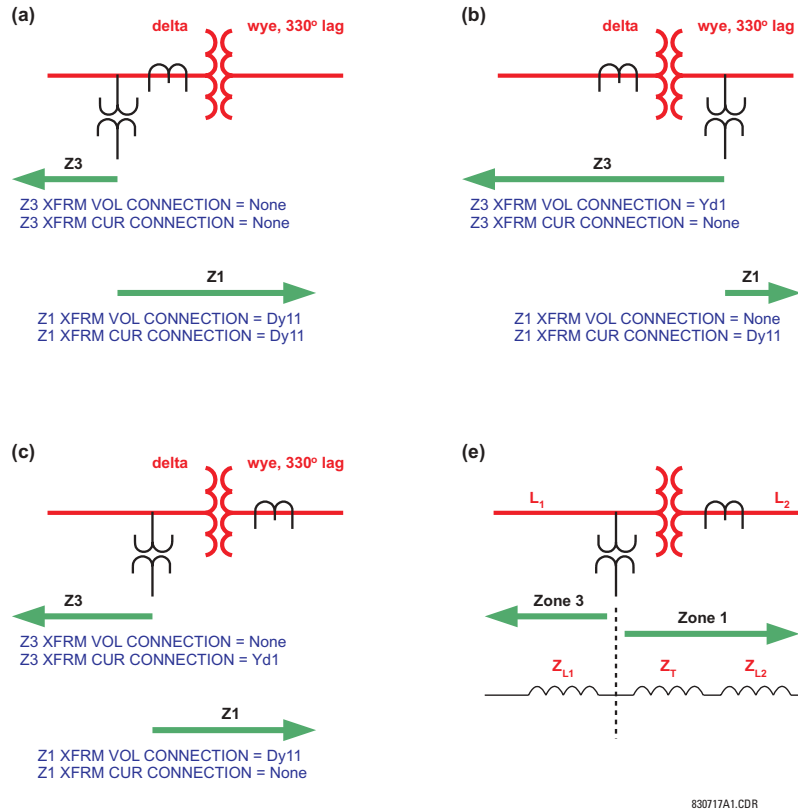 (a)
delta
wye, 330° lag
Z3
Z3 XFRM VOL CONNECTION = None
Z3 XFRM CUR CONNECTION = None
Z1
Z1 XFRM VOL CONNECTION = Dy11
Z1 XFRM CUR CONNECTION = Dy11
(b)
delta
wye, 330° lag
Z3
Z3 XFRM VOL CONNECTION = Yd1
Z3 XFRM CUR CONNECTION = None
Z1
Z1 XFRM VOL CONNECTION = None
Z1 XFRM CUR CONNECTION = Dy11
(c)
delta
wye, 330° lag
Z3
Z3 XFRM VOL CONNECTION = None
Z3 XFRM CUR CONNECTION = Yd1
Z1
Z1 XFRM VOL CONNECTION = Dy11
Z1 XFRM CUR CONNECTION = None
(e)
L1
L2
Zone 3
Zone 1
ZL1
ZT
ZL2
830717A1.CDR